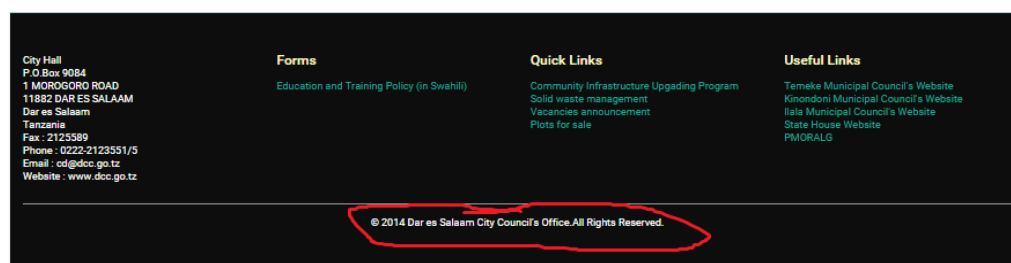 City Hall
P.O.Box 9084
1 MOROGORO ROAD
11882 DAR ES SALAAM
Dar es Salaam
Tanzania
Fax : 2125589
Phone : 0222-2123551/5
Email : cd@dcc.go.tz
Website : www.dcc.go.tz
Forms
Education and Training Policy (in Swahili)
Quick Links
Community Infrastructure Upgading Program
Solid waste management
Vacancies announcement
Plots for sale
Useful Links
Temeke Municipal Council's Website
Kinondoni Municipal Council's Website
Ilala Municipal Council's Website
State House Website
PMORALG
© 2014 Dar es Salaam City Council's Office.All Rights Reserved.